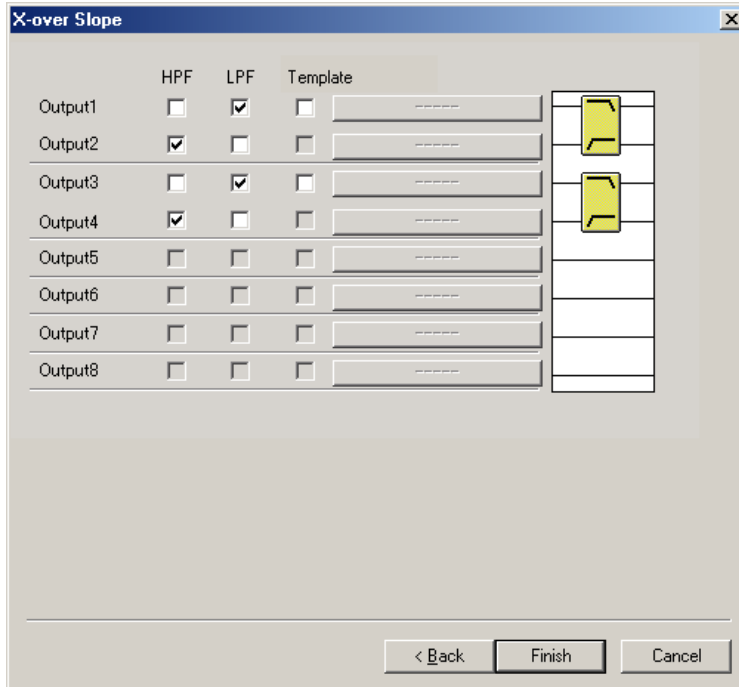 X-over Slope
HPF LPF Template
Output1 -----
Output2 -----
Output3 -----
Output4 -----
Output5 -----
Output6 -----
Output7 -----
Output8 -----
< Back Finish Cancel